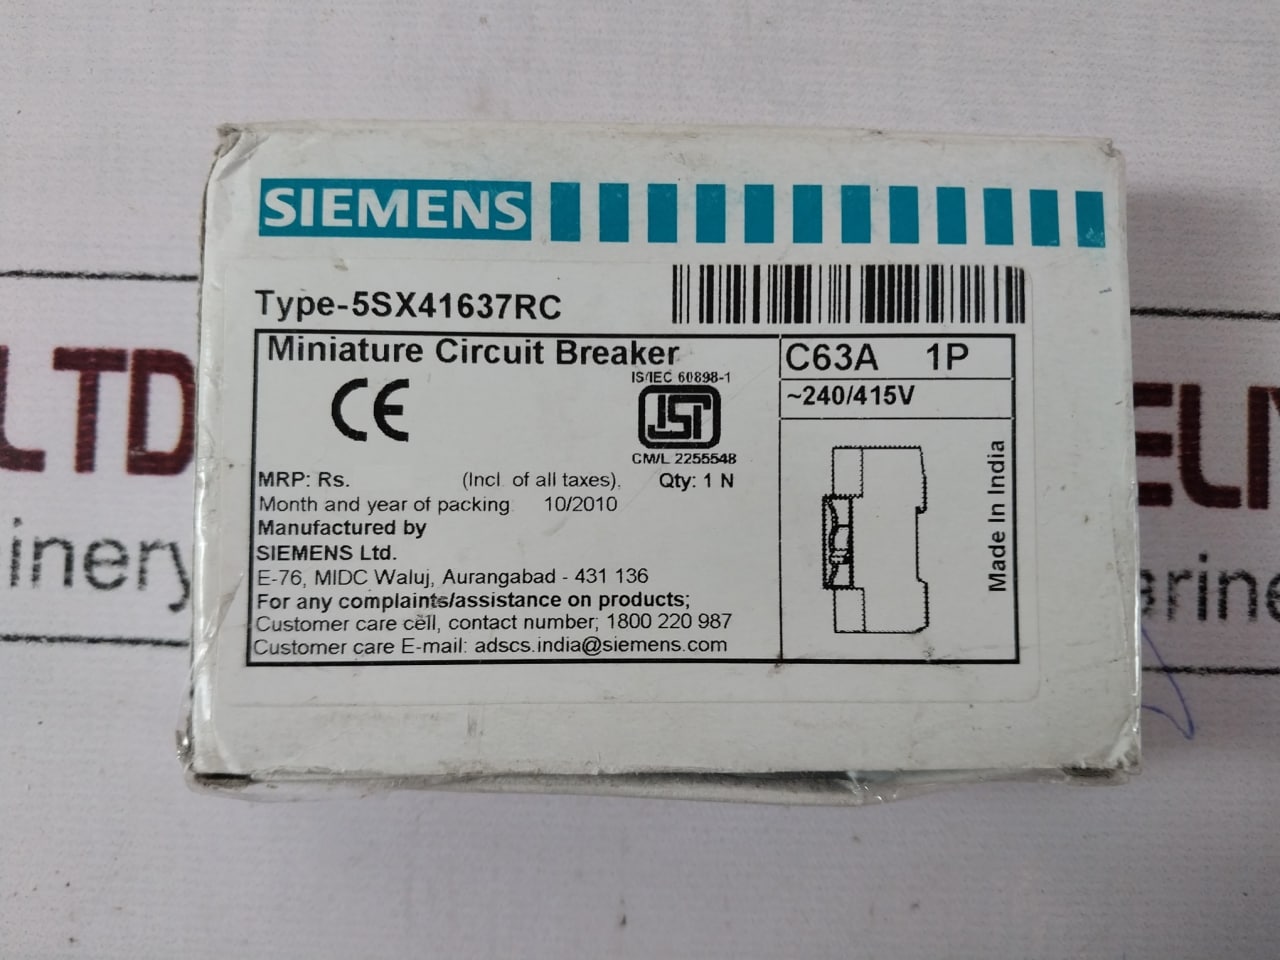 SIEMENS
Type-5SX41637RC
Miniature Circuit Breaker
C63A 1P
IS/IEC 60898-1
~240/415V
CE
ISI
CM/L 2255548
MRP: Rs. (Incl. of all taxes). Qty: 1 N
Month and year of packing 10/2010
Manufactured by
SIEMENS Ltd.
E-76, MIDC Waluj, Aurangabad - 431 136
For any complaints/assistance on products;
Customer care cell, contact number; 1800 220 987
Customer care E-mail: adscs.india@siemens.com
Made In India
LTD
inery
ELIV
arine